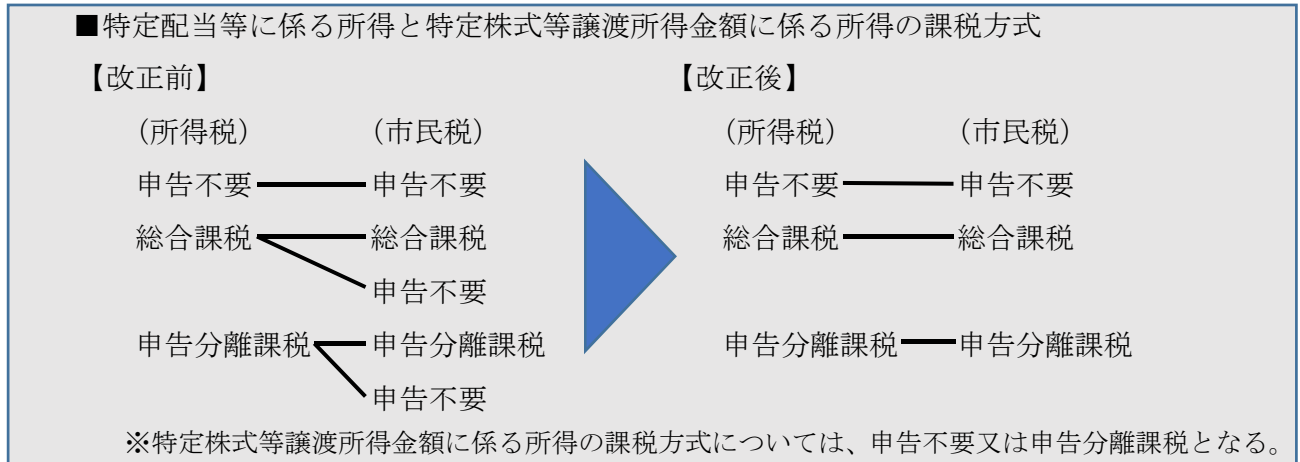 ■特定配当等に係る所得と特定株式等譲渡所得金額に係る所得の課税方式
【改正前】 【改正後】
（所得税） （市民税） （所得税） （市民税）
申告不要 申告不要 申告不要 申告不要
総合課税 総合課税 総合課税 総合課税
申告不要
申告分離課税 申告分離課税 申告分離課税 申告分離課税
申告不要
※特定株式等譲渡所得金額に係る所得の課税方式については、申告不要又は申告分離課税となる。